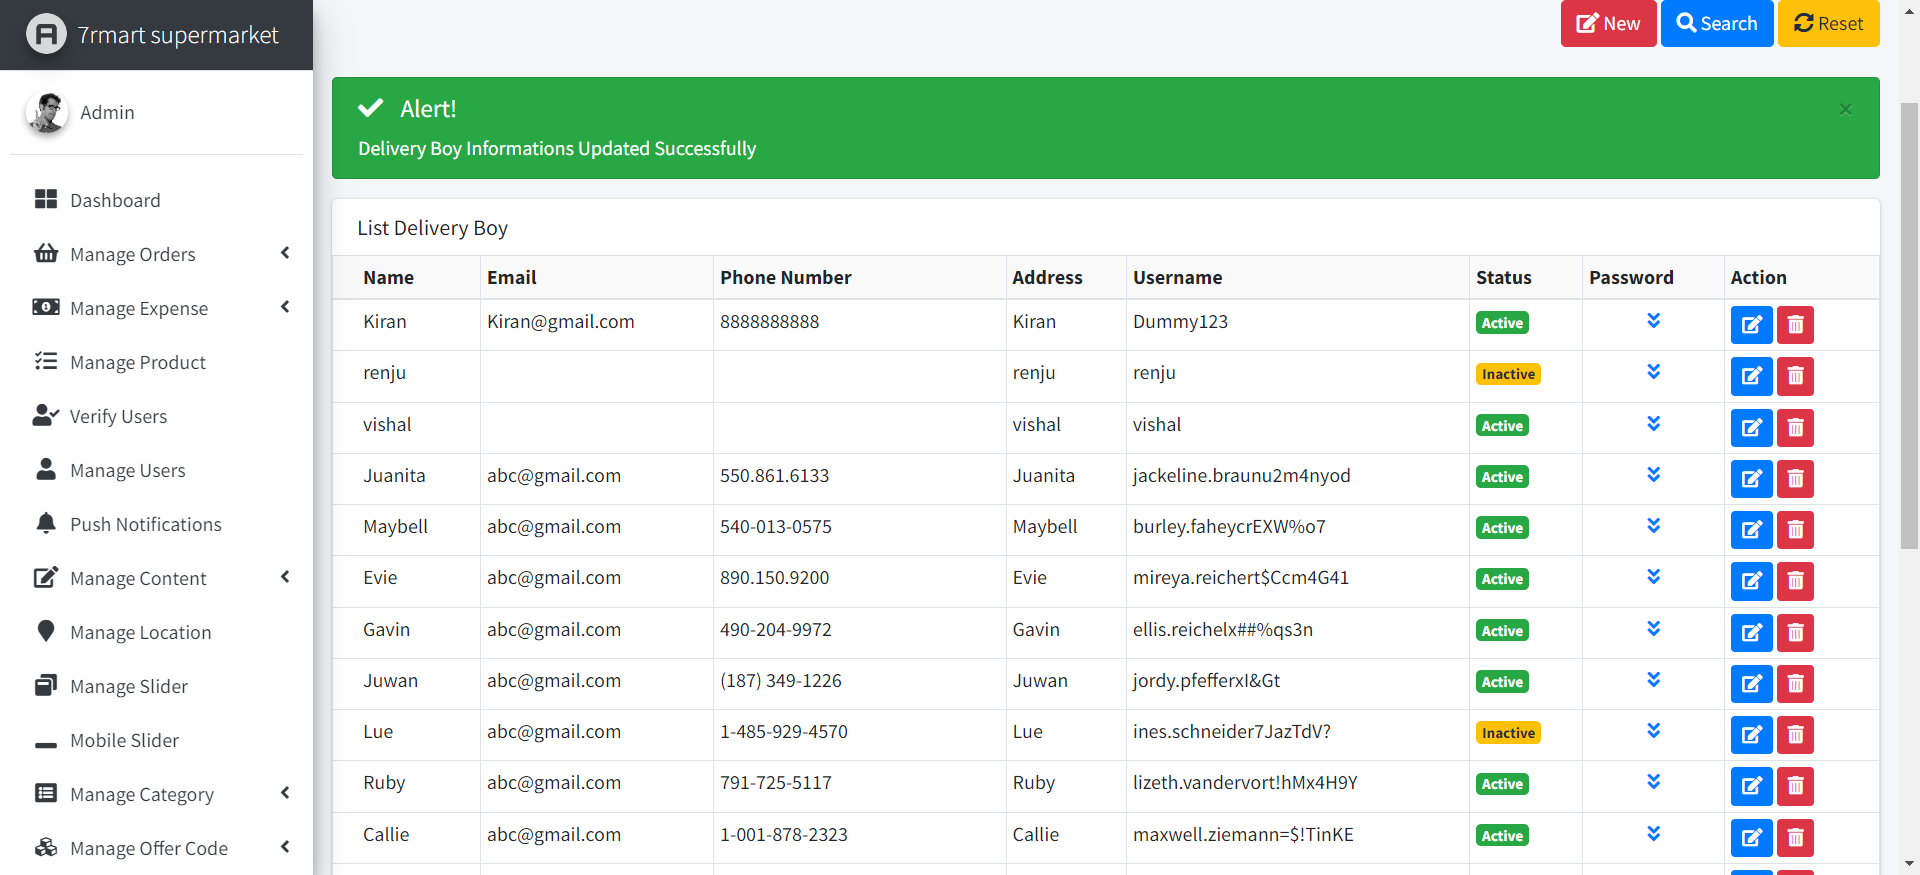 7rmart supermarket
Admin
Dashboard
Manage Orders
Manage Expense
Manage Product
Verify Users
Manage Users
Push Notifications
Manage Content
Manage Location
Manage Slider
Mobile Slider
Manage Category
Manage Offer Code
New Search Reset
Alert! ×
Delivery Boy Informations Updated Successfully
List Delivery Boy
Name Email Phone Number Address Username Status Password Action
Kiran Kiran@gmail.com 8888888888 Kiran Dummy123 Active
renju renju renju Inactive
vishal vishal vishal Active
Juanita abc@gmail.com 550.861.6133 Juanita jackeline.braunu2m4nyod Active
Maybell abc@gmail.com 540-013-0575 Maybell burley.faheycrEXW%o7 Active
Evie abc@gmail.com 890.150.9200 Evie mireya.reichert$Ccm4G41 Active
Gavin abc@gmail.com 490-204-9972 Gavin ellis.reichelx##%qs3n Active
Juwan abc@gmail.com (187) 349-1226 Juwan jordy.pfefferxI&Gt Active
Lue abc@gmail.com 1-485-929-4570 Lue ines.schneider7JazTdV? Inactive
Ruby abc@gmail.com 791-725-5117 Ruby lizeth.vandervort!hMx4H9Y Active
Callie abc@gmail.com 1-001-878-2323 Callie maxwell.ziemann=$!TinKE Active